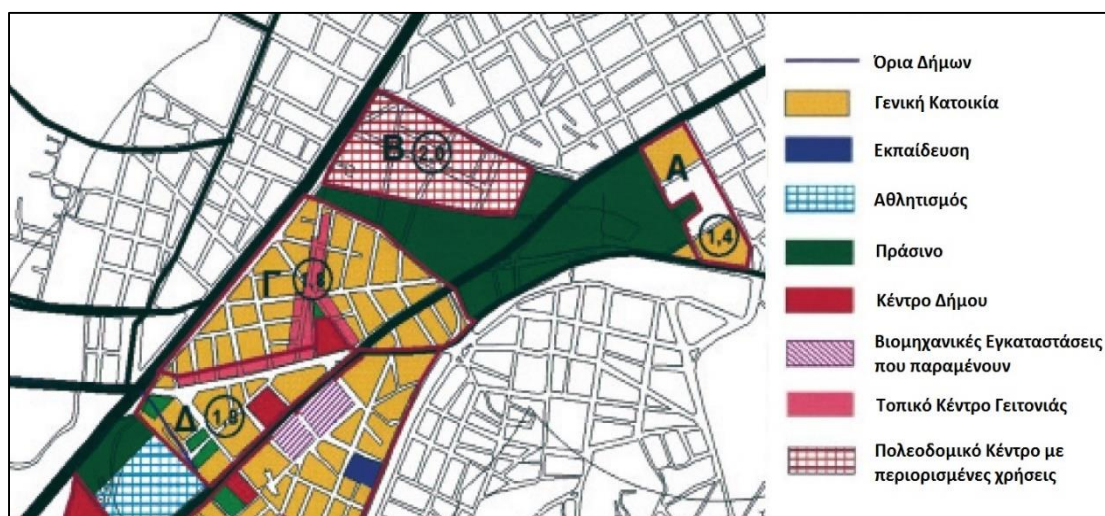 Β 2,0
Α
1,4
Γ 1,8
Δ 1,8
Όρια Δήμων
Γενική Κατοικία
Εκπαίδευση
Αθλητισμός
Πράσινο
Κέντρο Δήμου
Βιομηχανικές Εγκαταστάσεις
που παραμένουν
Τοπικό Κέντρο Γειτονιάς
Πολεοδομικό Κέντρο με
περιορισμένες χρήσεις